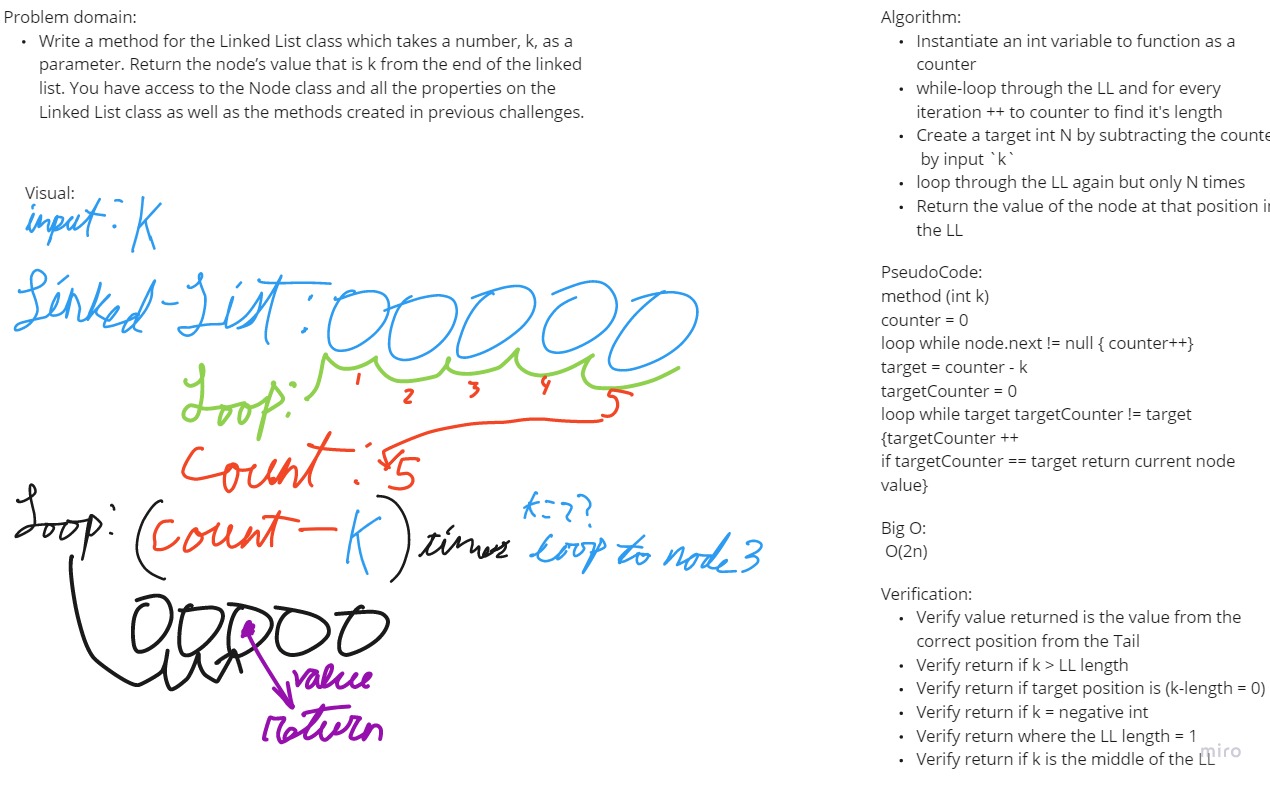 Problem domain:
• Write a method for the Linked List class which takes a number, k, as a
parameter. Return the node's value that is k from the end of the linked
list. You have access to the Node class and all the properties on the
Linked List class as well as the methods created in previous challenges.
Visual:
input: K
Linked-List:
Loop:
1 2 3 4 5
Count: 5
Loop: (count - K) times
k=??
loop to node 3
value
return
Algorithm:
• Instantiate an int variable to function as a
counter
• while-loop through the LL and for every
iteration ++ to counter to find it's length
• Create a target int N by subtracting the counte
by input `k`
• loop through the LL again but only N times
• Return the value of the node at that position in
the LL
PseudoCode:
method (int k)
counter = 0
loop while node.next != null { counter++}
target = counter - k
targetCounter = 0
loop while target targetCounter != target
{targetCounter ++
if targetCounter == target return current node
value}
Big O:
O(2n)
Verification:
• Verify value returned is the value from the
correct position from the Tail
• Verify return if k > LL length
• Verify return if target position is (k-length = 0)
• Verify return if k = negative int
• Verify return where the LL length = 1
• Verify return if k is the middle of the LL
miro